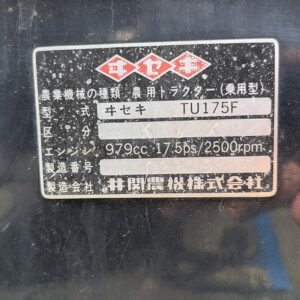 ヰセキ
農業機械の種類 農用トラクター(乗用型)
型式 ヰセキ TU175F
区分
エンジン 979cc 17.5ps/2500rpm
製造番号
製造会社 井関農機株式会社